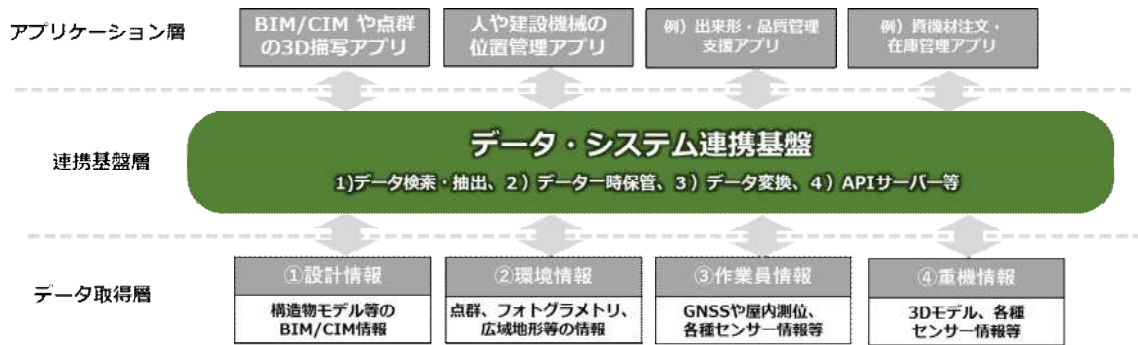 アプリケーション層
BIM/CIM や点群
の3D描写アプリ
人や建設機械の
位置管理アプリ
例）出来形・品質管理
支援アプリ
例）資機材注文・
在庫管理アプリ
連携基盤層
データ・システム連携基盤
1)データ検索・抽出、2）データ一時保管、3）データ変換、4）APIサーバー等
データ取得層
①設計情報
構造物モデル等の
BIM/CIM情報
②環境情報
点群、フォトグラメトリ、
広域地形等の情報
③作業員情報
GNSSや屋内測位、
各種センサー情報等
④重機情報
3Dモデル、各種
センサー情報等